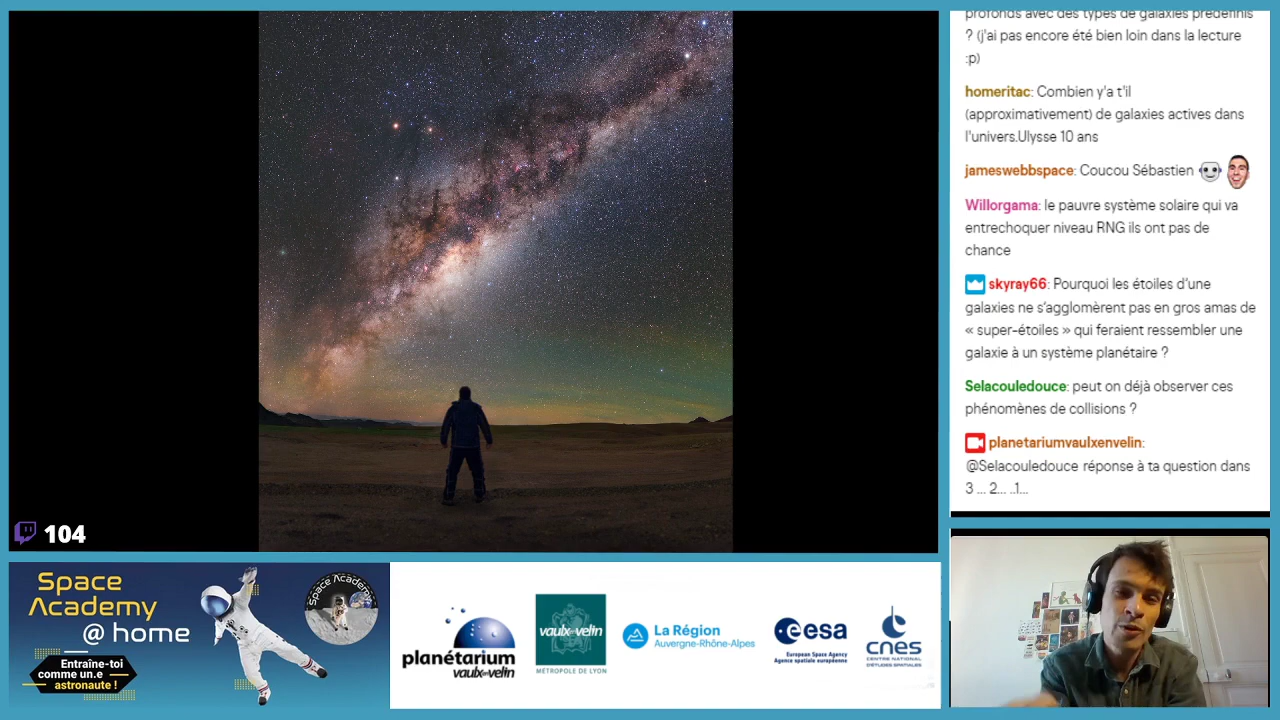 profonds avec des types de galaxies prédéfinis
? (j'ai pas encore été bien loin dans la lecture
:p)
homeritac: Combien y'a t'il
(approximativement) de galaxies actives dans
l'univers.Ulysse 10 ans
jameswebbspace: Coucou Sébastien
Willorgama: le pauvre système solaire qui va
entrechoquer niveau RNG ils ont pas de
chance
skyray66: Pourquoi les étoiles d'une
galaxies ne s'agglomèrent pas en gros amas de
« super-étoiles » qui feraient ressembler une
galaxie à un système planétaire ?
Selacouledouce: peut on déjà observer ces
phénomènes de collisions ?
planetariumvaulxenvelin:
@Selacouledouce réponse à ta question dans
3 ... 2... ..1...
104
Space
Academy
@ home
Entraîne-toi
comme un.e
astronaute !
Space Academy
planétarium
vaulx en velin
vaulx en velin
MÉTROPOLE DE LYON
La Région
Auvergne-Rhône-Alpes
esa
European Space Agency
Agence spatiale européenne
cnes
CENTRE NATIONAL
D'ÉTUDES SPATIALES